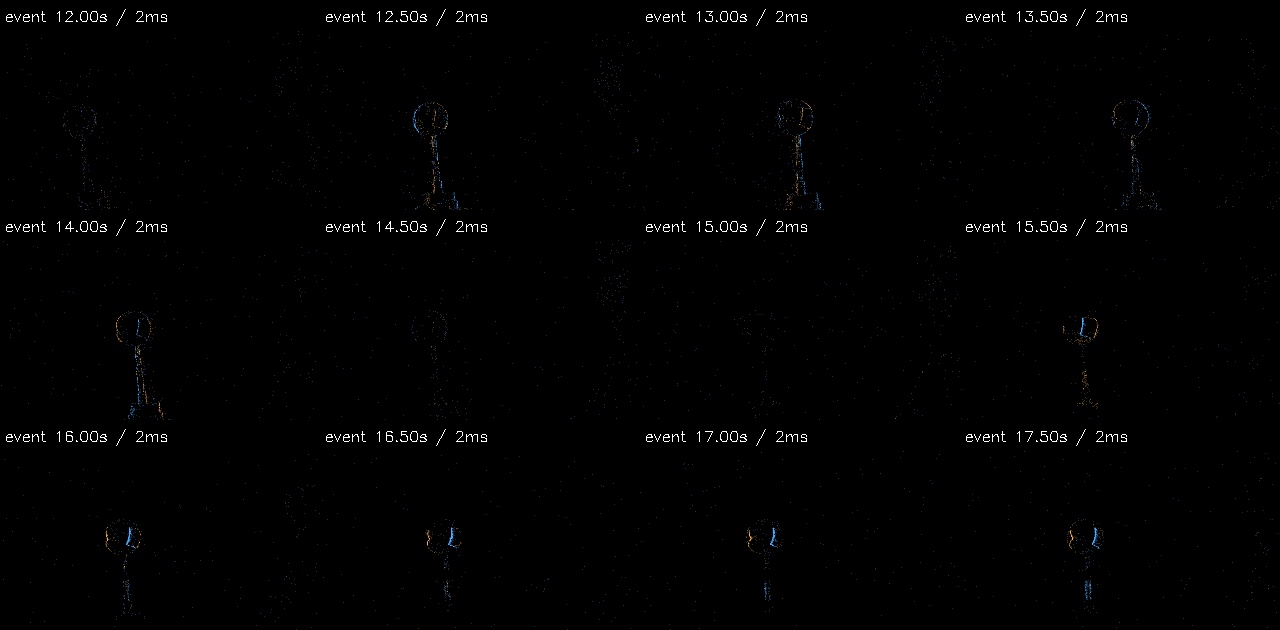 event 12.00s / 2ms
event 12.50s / 2ms
event 13.00s / 2ms
event 13.50s / 2ms
event 14.00s / 2ms
event 14.50s / 2ms
event 15.00s / 2ms
event 15.50s / 2ms
event 16.00s / 2ms
event 16.50s / 2ms
event 17.00s / 2ms
event 17.50s / 2ms